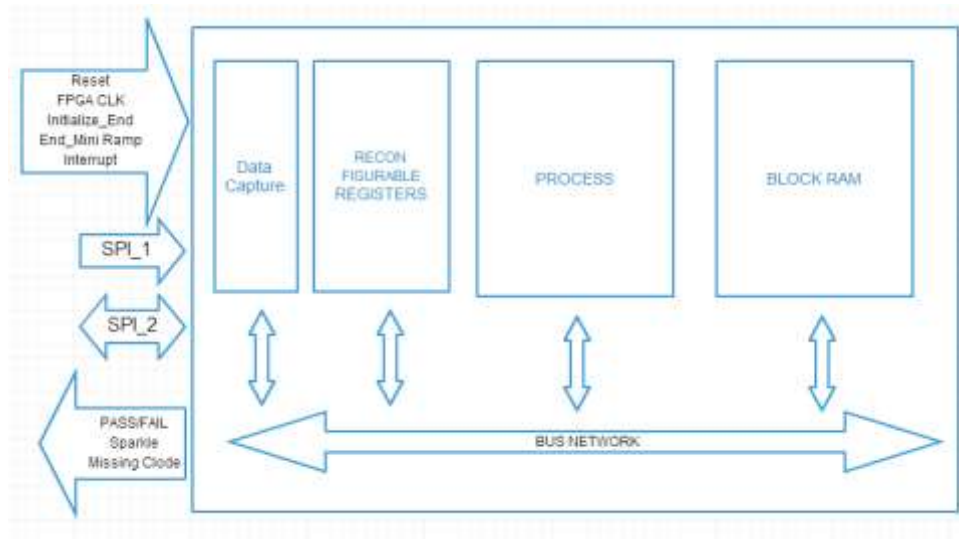 Reset
FPGA CLK
Initialize_End
End_Mini Ramp
Interrupt
SPI_1
SPI_2
PASS/FAIL
Sparkle
Missing Clode
Data
Capture
RECON
FIGURABLE
REGISTERS
PROCESS
BLOCK RAM
BUS NETWORK